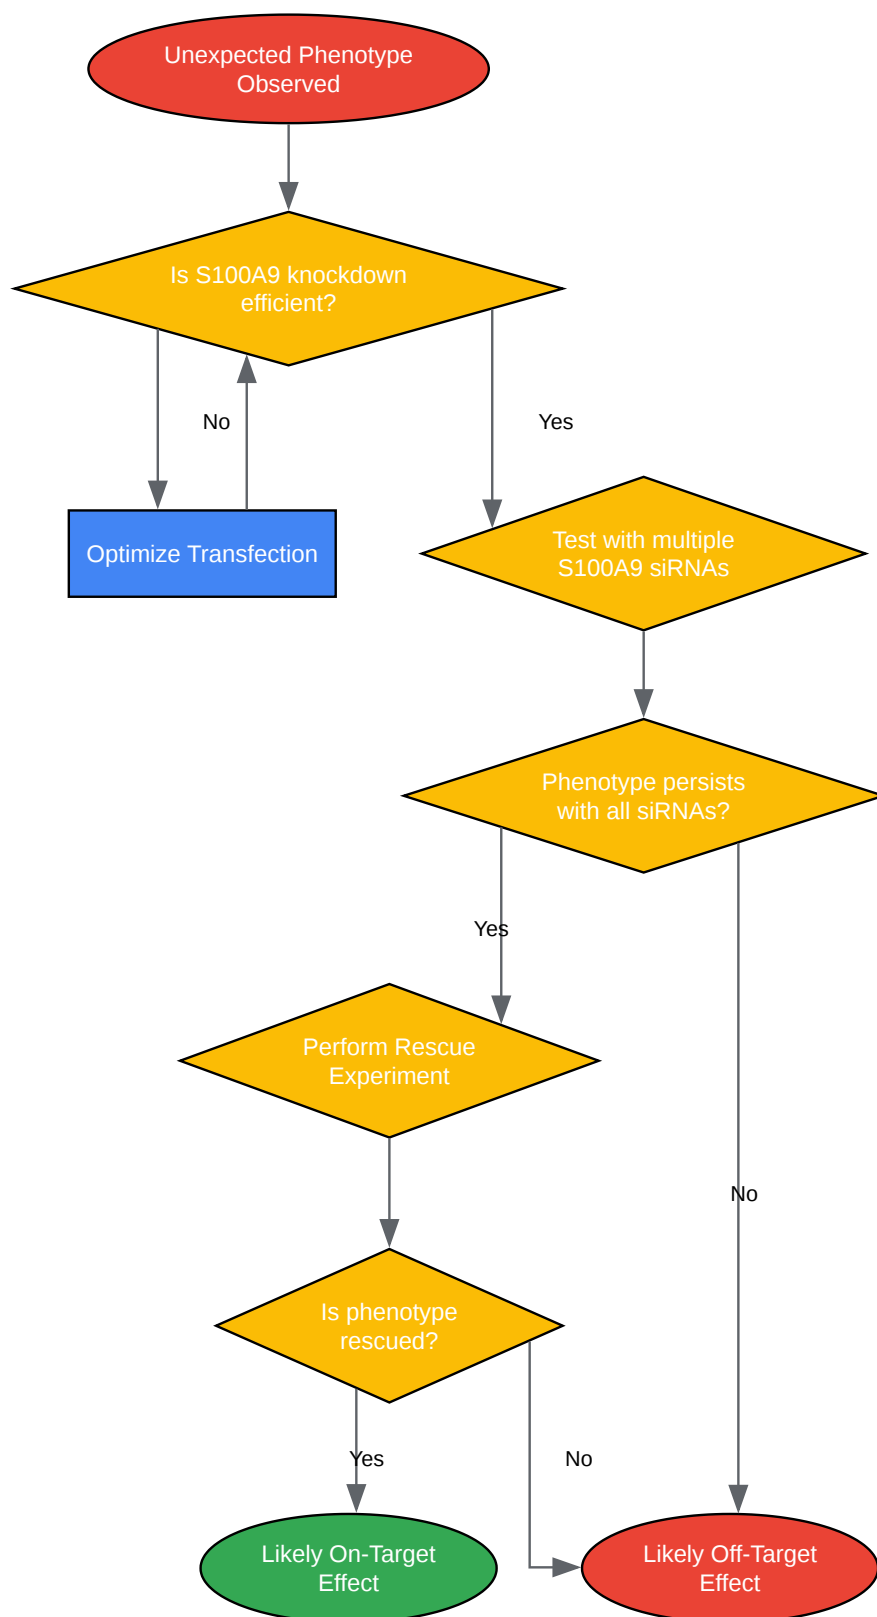 Unexpected Phenotype
Observed
Is S100A9 knockdown
efficient?
No
Yes
Optimize Transfection
Test with multiple
S100A9 siRNAs
Phenotype persists
with all siRNAs?
Yes
Perform Rescue
Experiment
No
Is phenotype
rescued?
Yes
No
Likely On-Target
Effect
Likely Off-Target
Effect